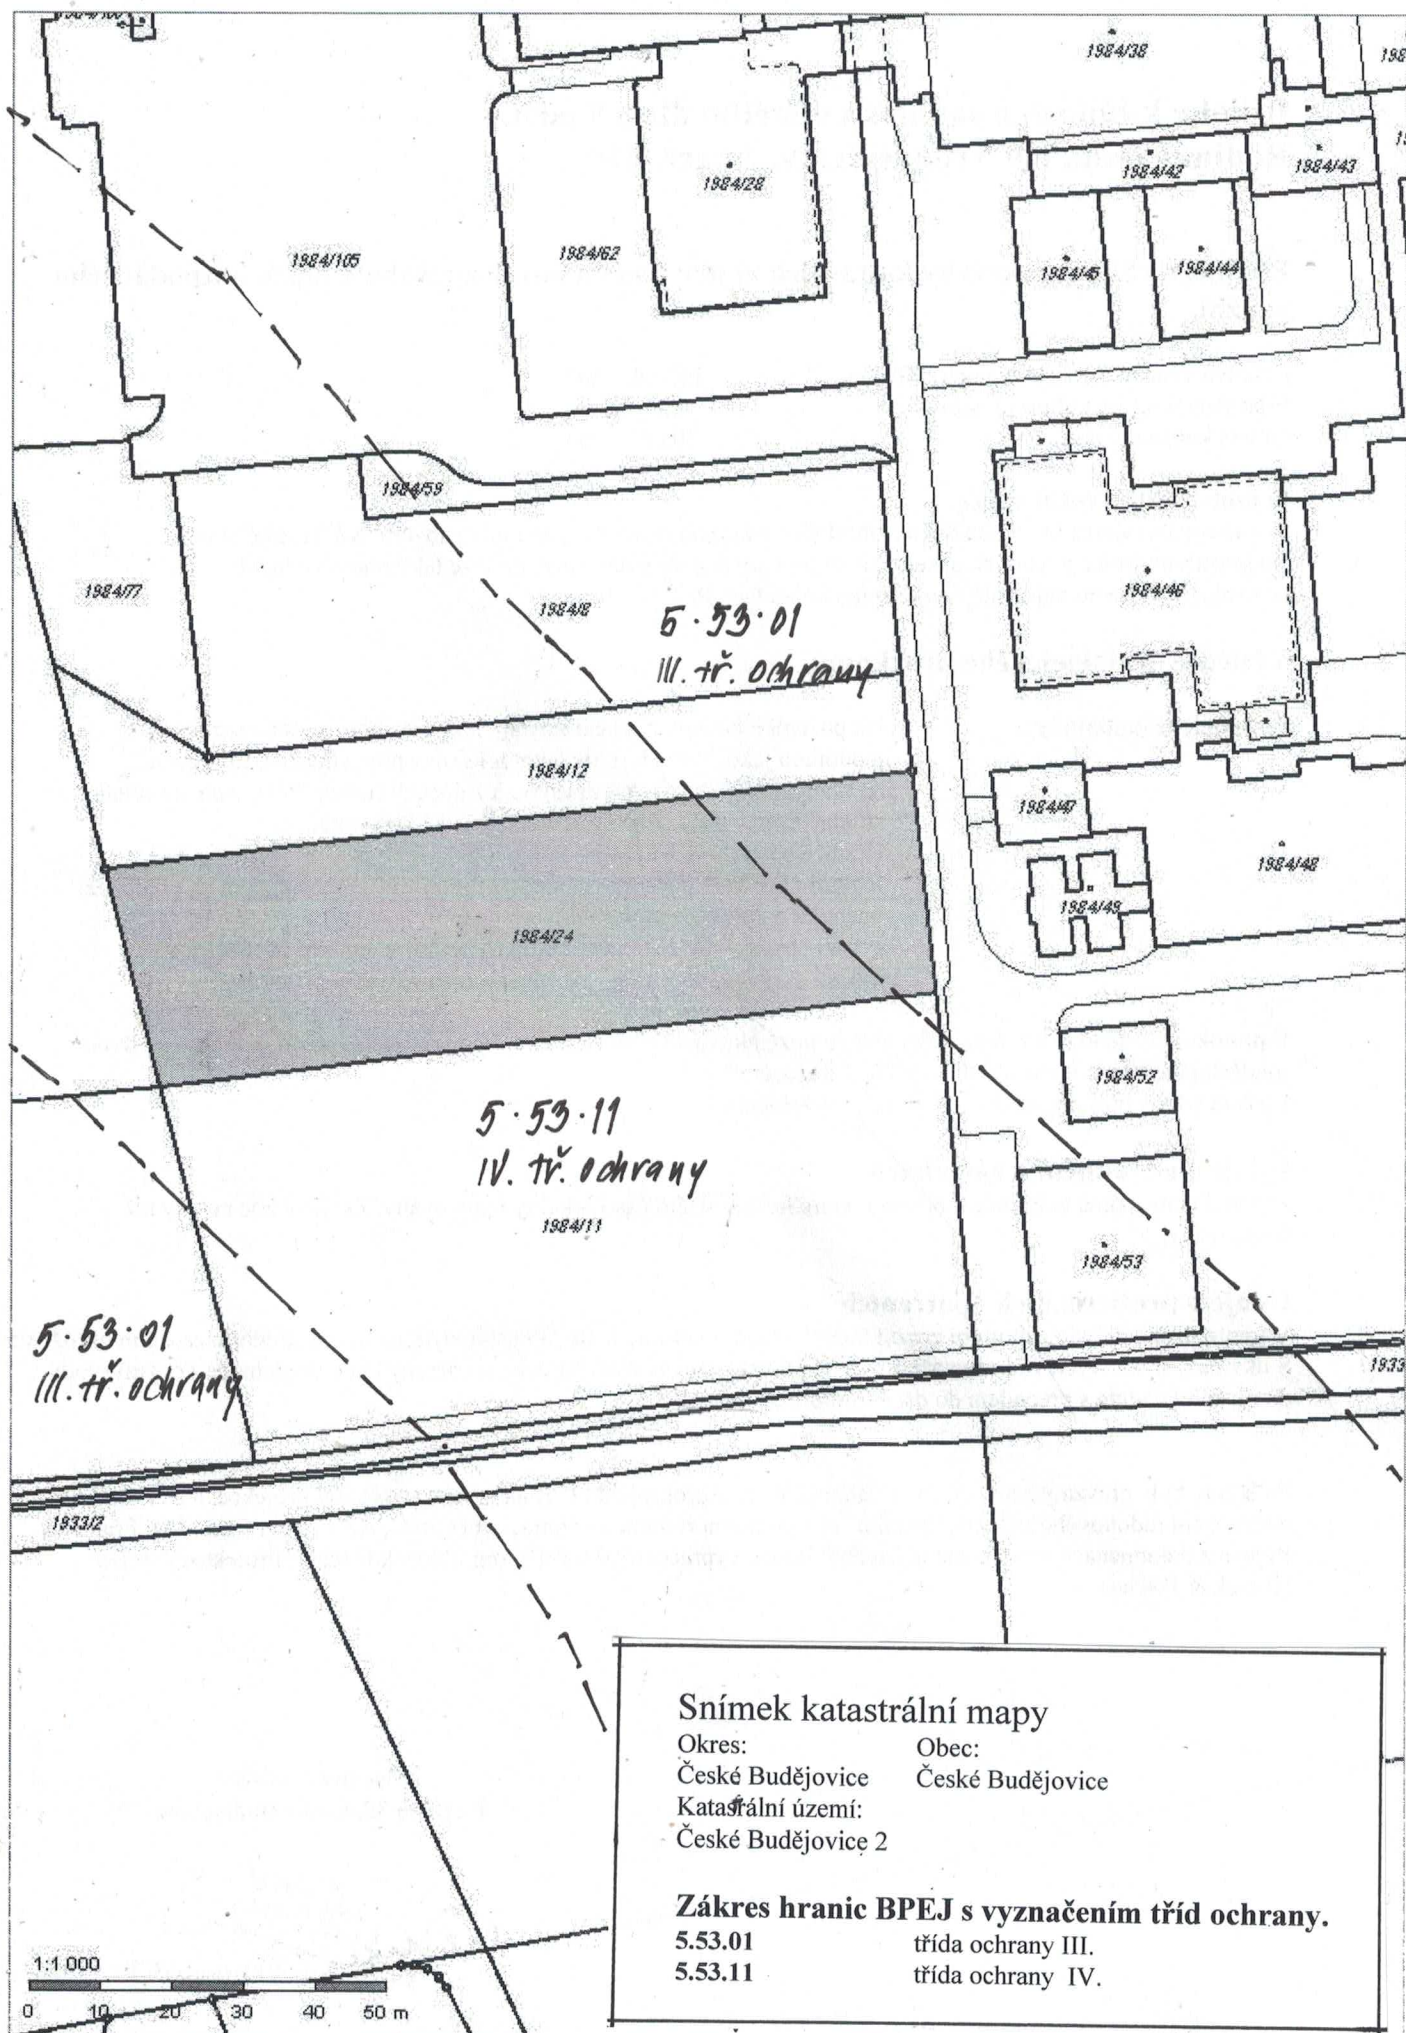 1984/38
1984/28
1984/42
1984/43
1984/105
1984/62
1984/45
1984/44
1984/59
1984/77
1984/8
1984/46
5.53.01
III. tř. ochrany
1984/12
1984/47
1984/48
1984/49
1984/24
1984/52
5.53.11
IV. tř. ochrany
1984/11
1984/53
5.53.01
III. tř. ochrany
1933
1933/2
Snímek katastrální mapy
Okres: Obec:
České Budějovice České Budějovice
Katastrální území:
České Budějovice 2
Zákres hranic BPEJ s vyznačením tříd ochrany.
5.53.01 třída ochrany III.
5.53.11 třída ochrany IV.
1:1 000
0 10 20 30 40 50 m